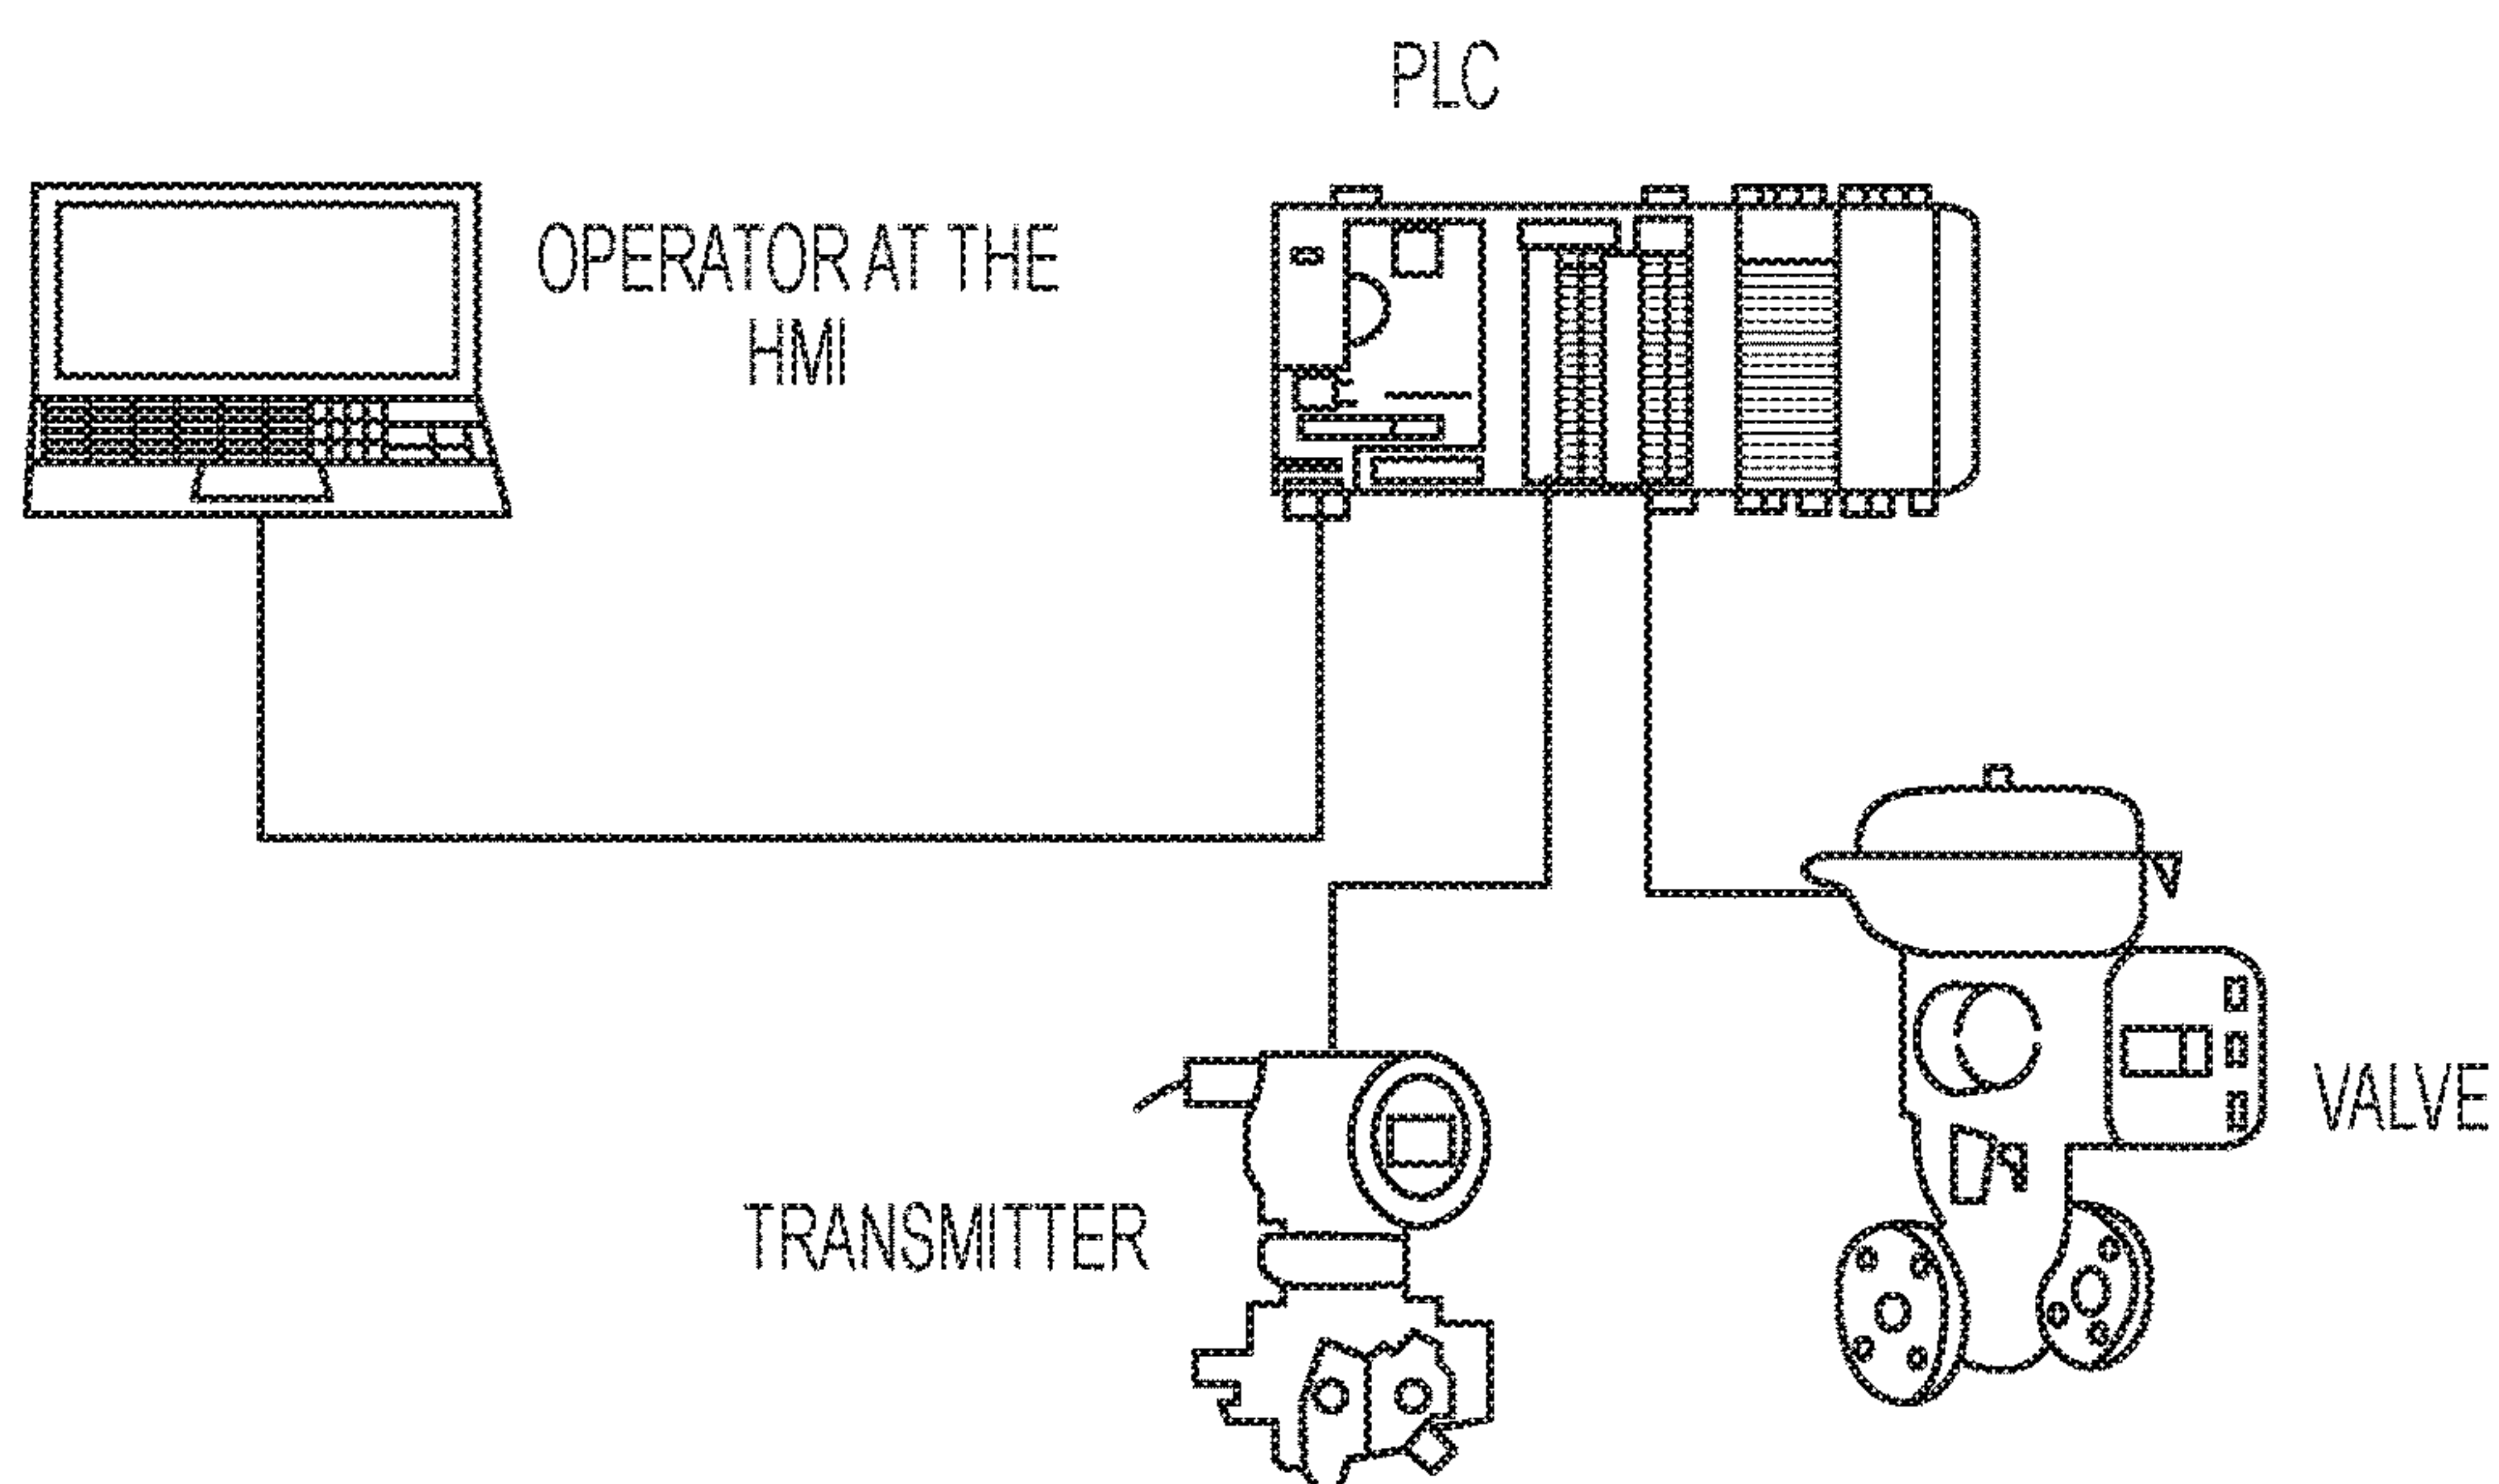 PLC
OPERATOR AT THE
HMI
VALVE
TRANSMITTER